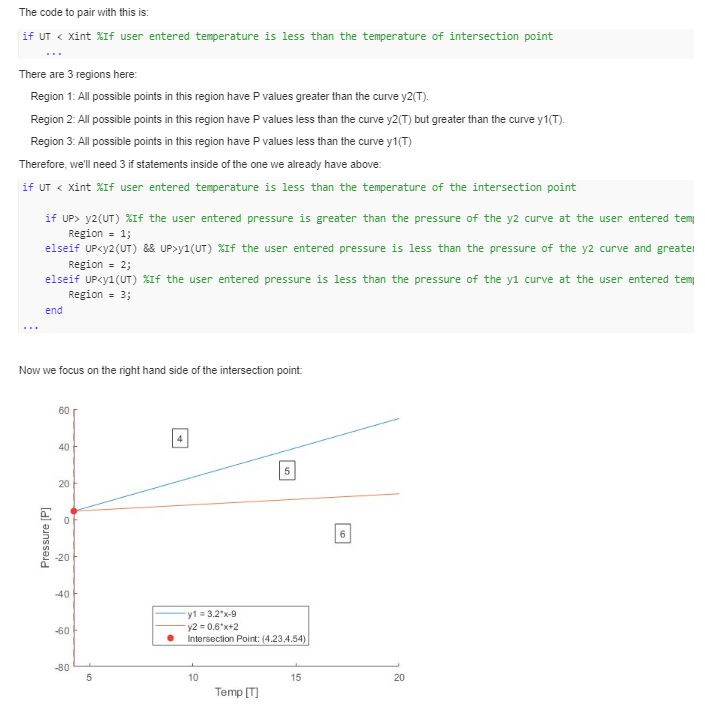 The code to pair with this is:
if UT < Xint %If user entered temperature is less than the temperature of intersection point
...
There are 3 regions here:
Region 1: All possible points in this region have P values greater than the curve y2(T).
Region 2: All possible points in this region have P values less than the curve y2(T) but greater than the curve y1(T).
Region 3: All possible points in this region have P values less than the curve y1(T)
Therefore, we'll need 3 if statements inside of the one we already have above:
if UT < Xint %If user entered temperature is less than the temperature of the intersection point
if UP> y2(UT) %If the user entered pressure is greater than the pressure of the y2 curve at the user entered
Region = 1;
elseif UP<y2(UT) && UP>y1(UT) %If the user entered pressure is less than the pressure of the y2 curve and
Region = 2;
elseif UP<y1(UT) %If the user entered pressure is less than the pressure of the y1 curve at the user entered
Region = 3;
end
...
Now we focus on the right hand side of the intersection point:
60
40
20
0
-20
-40
-60
-80
Pressure [P]
4
5
6
y1 = 3.2*x-9
y2 = 0.6*x+2
Intersection Point: (4.23,4.54)
5
10
15
20
Temp [T]